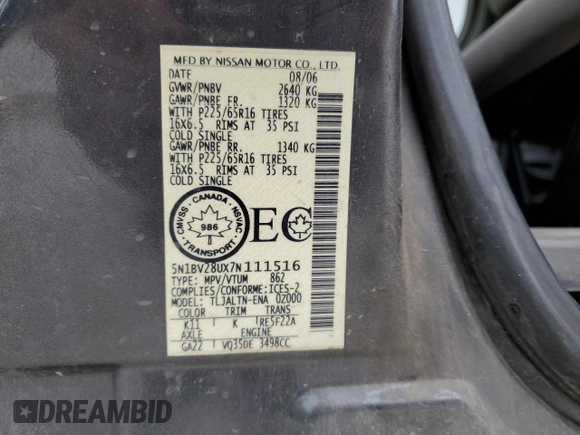 MFD BY NISSAN MOTOR CO., LTD.
DATE 08/06
GVWR/PNBV 2640 KG
GAWR/PNBE FR. 1320 KG
WITH P225/65R16 TIRES
16X6.5 RIMS AT 35 PSI
COLD SINGLE
GAWR/PNBE RR. 1340 KG
WITH P225/65R16 TIRES
16X6.5 RIMS AT 35 PSI
COLD SINGLE
CMVSS · CANADA · NSVAC
986
TRANSPORT
EC
5N1BV28UX7N111516
TYPE: MPV/VTUM 862
COMPLIES/CONFORME:ICES-2
MODEL: TLJALTN-ENA 02000
COLOR TRIM TRANS
K11 K RE5F22A
AXLE ENGINE
GA22 VQ35DE 3498CC
DREAMBID